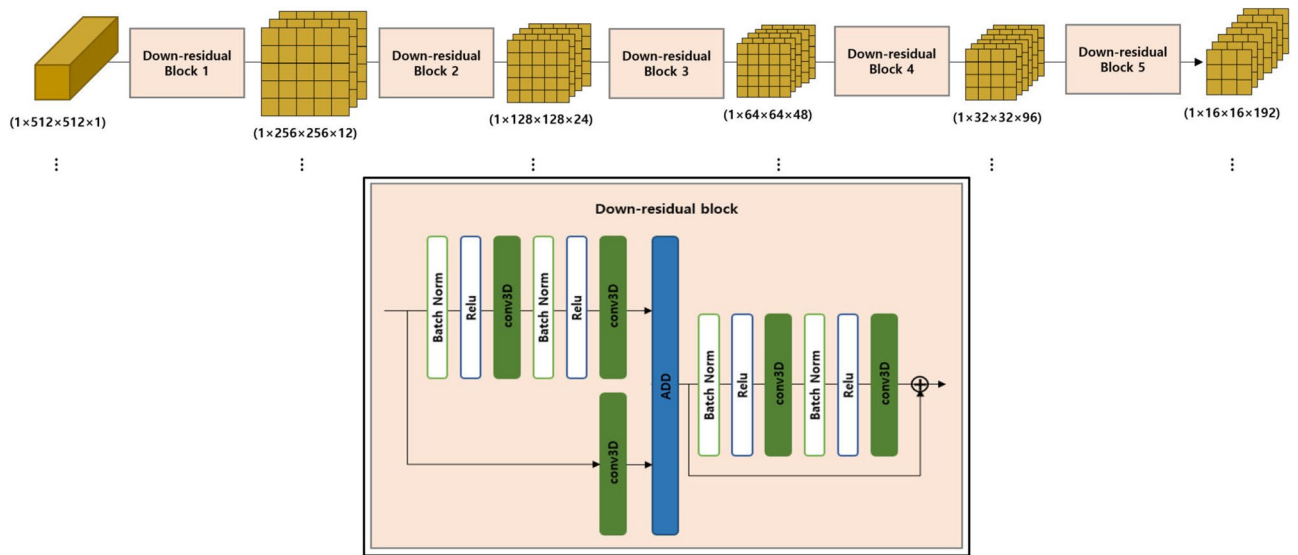 Down-residual
Block 1
Down-residual
Block 2
Down-residual
Block 3
Down-residual
Block 4
Down-residual
Block 5
(1×512×512×1)
(1×256×256×12)
(1×128×128×24)
(1×64×64×48)
(1×32×32×96)
(1×16×16×192)
Down-residual block
Batch Norm
Relu
conv3D
Batch Norm
Relu
conv3D
conv3D
ADD
Batch Norm
Relu
conv3D
Batch Norm
Relu
conv3D